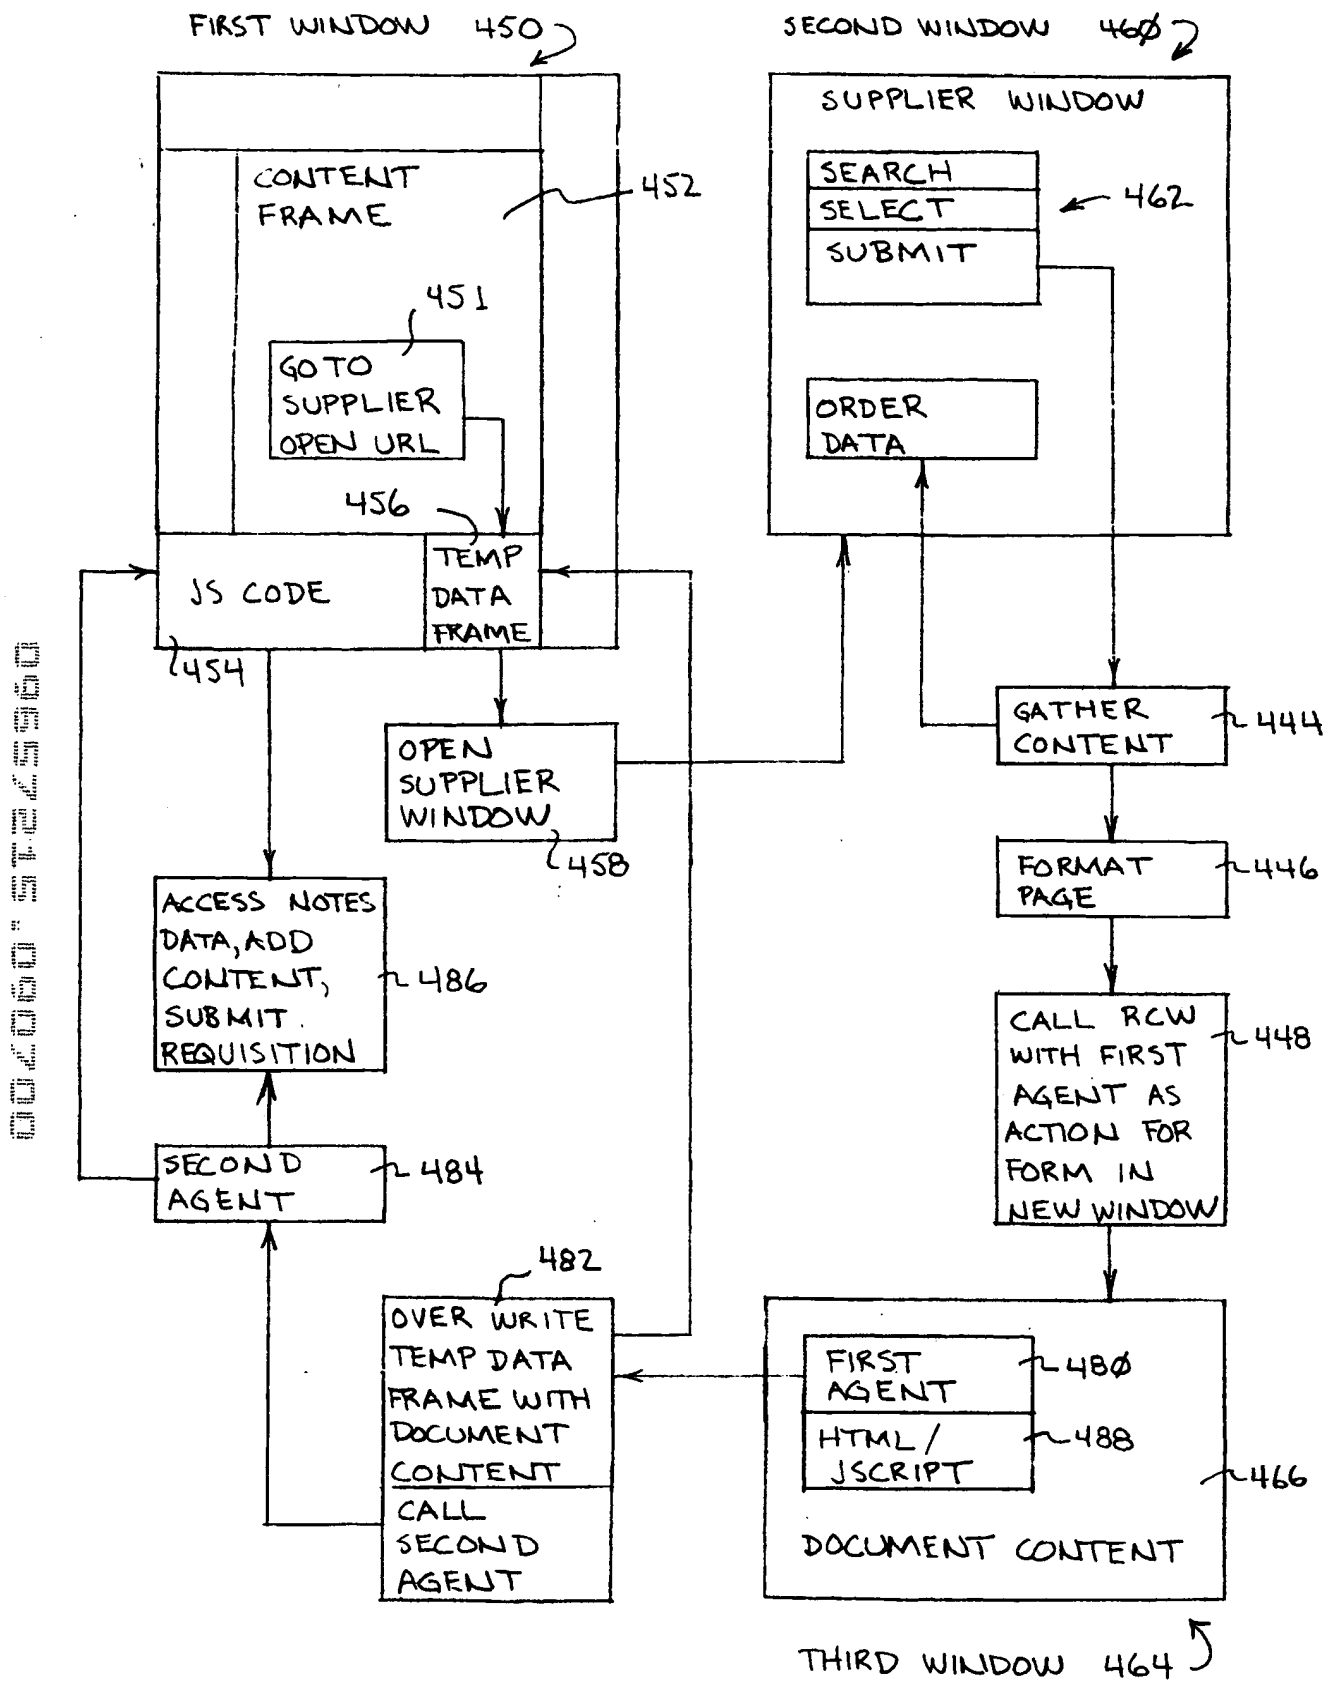 FIRST WINDOW 450
SECOND WINDOW 460
CONTENT
FRAME
452
451
GO TO
SUPPLIER
OPEN URL
456
JS CODE
454
TEMP
DATA
FRAME
OPEN
SUPPLIER
WINDOW
458
SUPPLIER WINDOW
SEARCH
SELECT
SUBMIT
462
ORDER
DATA
GATHER
CONTENT
444
FORMAT
PAGE
446
CALL RCW
WITH FIRST
AGENT AS
ACTION FOR
FORM IN
NEW WINDOW
448
ACCESS NOTES
DATA, ADD
CONTENT,
SUBMIT
REQUISITION
486
SECOND
AGENT
484
482
OVER WRITE
TEMP DATA
FRAME WITH
DOCUMENT
CONTENT
CALL
SECOND
AGENT
FIRST
AGENT
480
HTML/
JSCRIPT
488
466
DOCUMENT CONTENT
THIRD WINDOW 464
09657215.090700